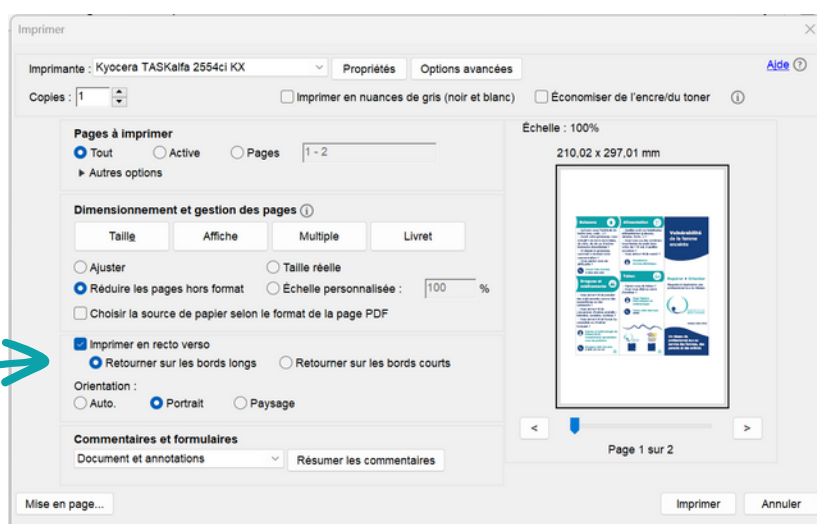 Imprimer
Imprimante : Kyocera TASKalfa 2554ci KX Propriétés Options avancées Aide
Copies : 1 Imprimer en nuances de gris (noir et blanc) Économiser de l'encre/du toner
Pages à imprimer
Tout Active Pages 1 - 2
Autres options
Dimensionnement et gestion des pages
Taille Affiche Multiple Livret
Ajuster Taille réelle
Réduire les pages hors format Échelle personnalisée : 100 %
Choisir la source de papier selon le format de la page PDF
Imprimer en recto verso
Retourner sur les bords longs Retourner sur les bords courts
Orientation :
Auto. Portrait Paysage
Commentaires et formulaires
Document et annotations Résumer les commentaires
Échelle : 100%
210,02 x 297,01 mm
Vulnérabilité
de la femme
enceinte
< >
Page 1 sur 2
Mise en page... Imprimer Annuler